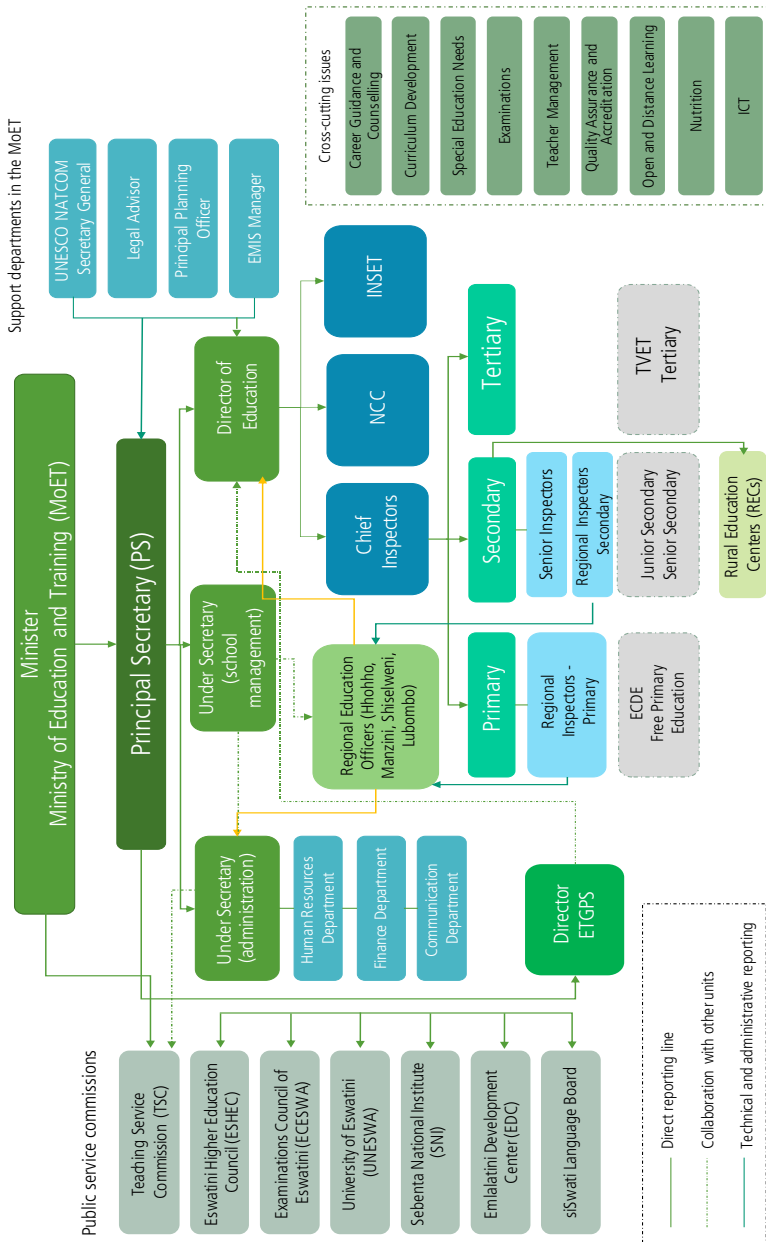 Support departments in the MoET
Minister
Ministry of Education and Training (MoET)
UNESCO NATCOM
Secretary General
Legal Advisor
Principal Planning
Officer
EMIS Manager
Principal Secretary (PS)
Public service commissions
Teaching Service
Commission (TSC)
Eswatini Higher Education
Council (ESHEC)
Examinations Council of
Eswatini (ECESWA)
University of Eswatini
(UNESWA)
Sebenta National Institute
(SNI)
Emlalatini Development
Center (EDC)
siSwati Language Board
Under Secretary
(administration)
Human Resources
Department
Finance Department
Communication
Department
Under Secretary
(school
management)
Director of
Education
Regional Education
Officers (Hhohho,
Manzini, Shiselweni,
Lubombo)
Chief
Inspectors
NCC
INSET
Primary
Secondary
Tertiary
Regional
Inspectors -
Primary
Senior Inspectors
Regional Inspectors
Secondary
ECDE
Free Primary
Education
Junior Secondary
Senior Secondary
TVET
Tertiary
Rural Education
Centers (RECs)
Director
ETGPS
Cross-cutting issues
Career Guidance and
Counselling
Curriculum Development
Special Education Needs
Examinations
Teacher Management
Quality Assurance and
Accreditation
Open and Distance Learning
Nutrition
ICT
Direct reporting line
Collaboration with other units
Technical and administrative reporting